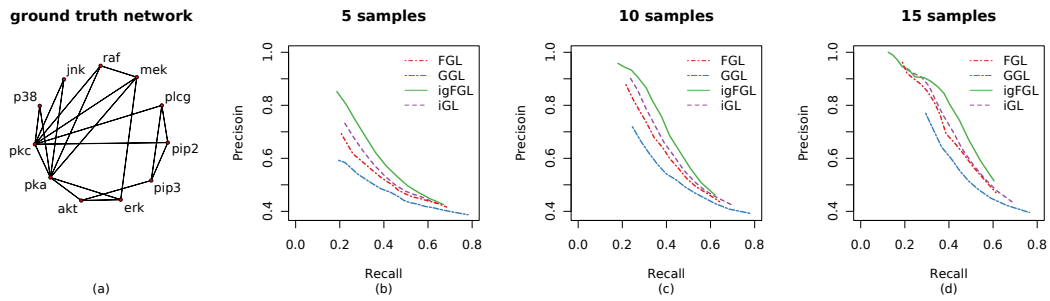 ground truth network
raf
jnk
mek
p38
plcg
pkc
pip2
pka
pip3
akt
erk
(a)
5 samples
Precisoin
1.0
0.8
0.6
0.4
FGL
GGL
igFGL
iGL
0.0 0.2 0.4 0.6 0.8
Recall
(b)
10 samples
Precisoin
1.0
0.8
0.6
0.4
FGL
GGL
igFGL
iGL
0.0 0.2 0.4 0.6 0.8
Recall
(c)
15 samples
Precisoin
1.0
0.8
0.6
0.4
FGL
GGL
igFGL
iGL
0.0 0.2 0.4 0.6 0.8
Recall
(d)